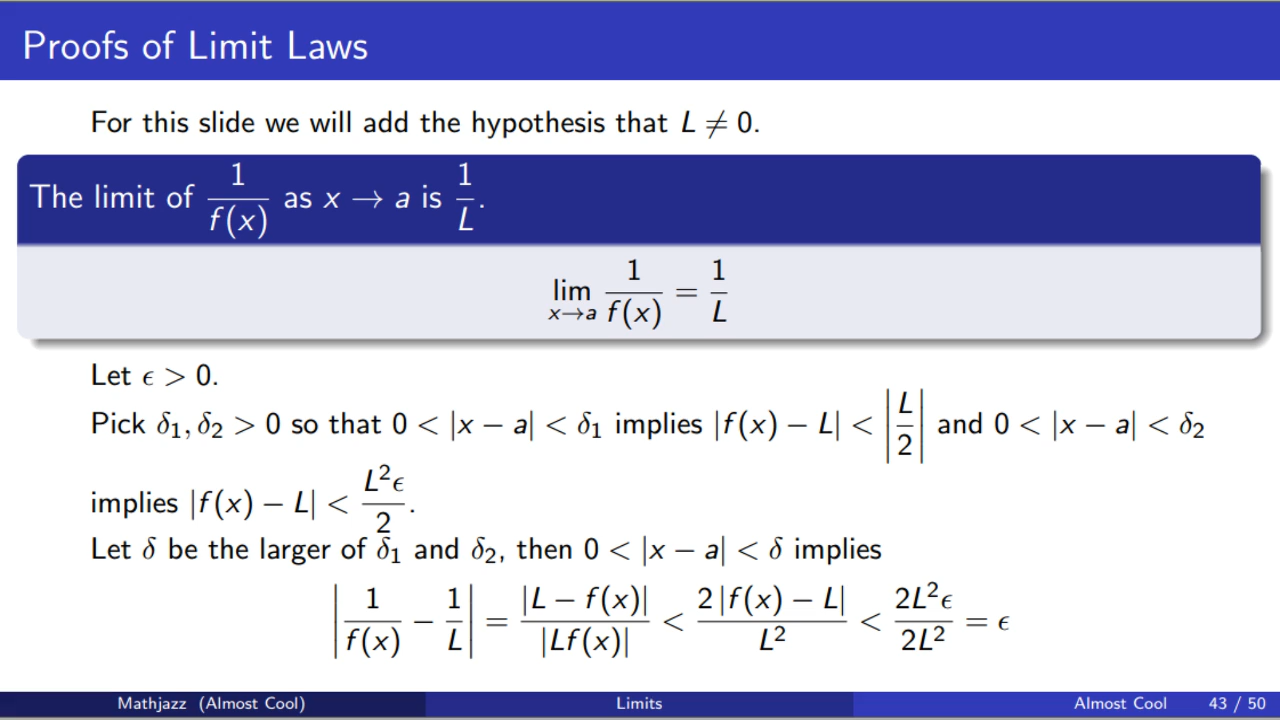 Proofs of Limit Laws
For this slide we will add the hypothesis that L ≠ 0.
The limit of 1/f(x) as x → a is 1/L.
lim_{x→a} 1/f(x) = 1/L
Let ϵ > 0.
Pick δ₁, δ₂ > 0 so that 0 < |x − a| < δ₁ implies |f(x) − L| < |L/2| and 0 < |x − a| < δ₂
implies |f(x) − L| < L²ϵ/2.
Let δ be the larger of δ₁ and δ₂, then 0 < |x − a| < δ implies
|1/f(x) − 1/L| = |L − f(x)|/|Lf(x)| < 2|f(x) − L|/L² < 2L²ϵ/2L² = ϵ
Mathjazz (Almost Cool) Limits Almost Cool 43 / 50